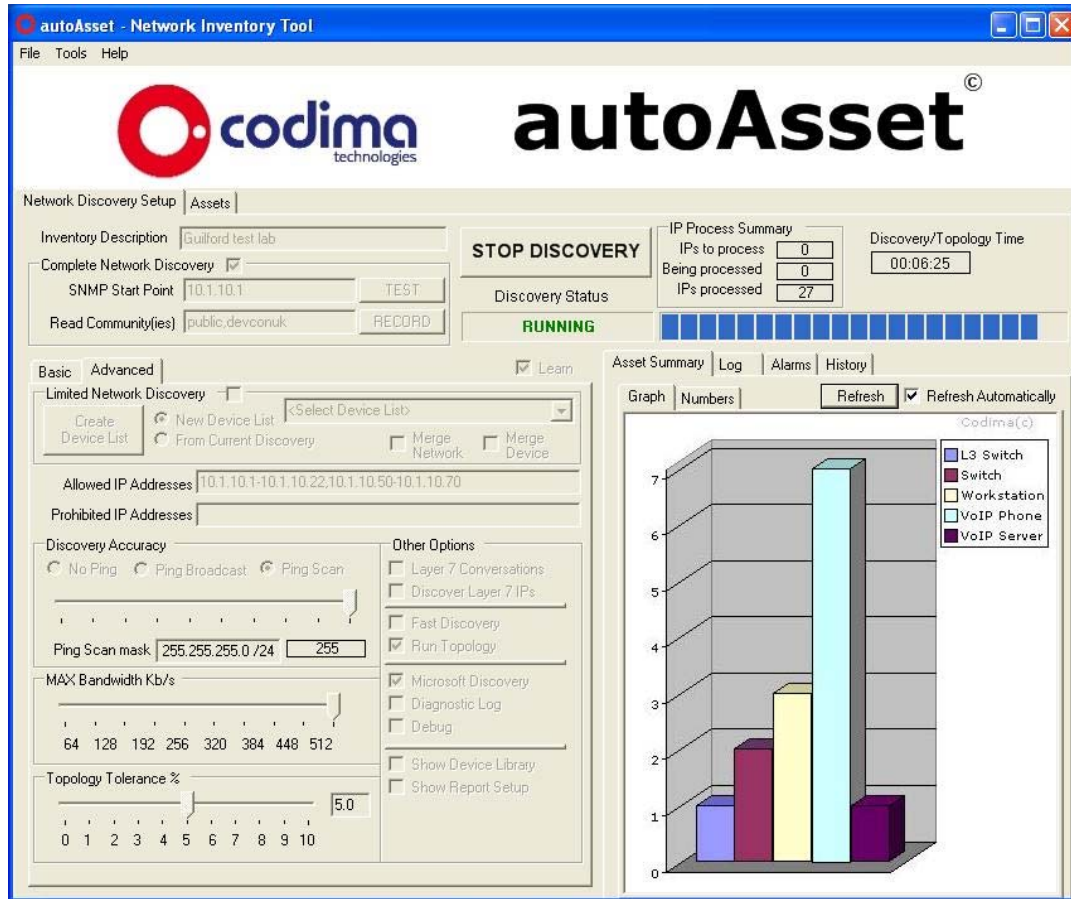 autoAsset - Network Inventory Tool
File Tools Help
codima
technologies
autoAsset©
Network Discovery Setup
Assets
Inventory Description
Guilford test lab
Complete Network Discovery
SNMP Start Point
10.1.10.1
TEST
Read Community(ies)
public,devconuk
RECORD
STOP DISCOVERY
Discovery Status
RUNNING
IP Process Summary
IPs to process 0
Being processed 0
IPs processed 27
Discovery/Topology Time
00:06:25
Basic
Advanced
Learn
Limited Network Discovery
Create
Device List
New Device List
<Select Device List>
From Current Discovery
Merge
Network
Merge
Device
Allowed IP Addresses
10.1.10.1-10.1.10.22,10.1.10.50-10.1.10.70
Prohibited IP Addresses
Discovery Accuracy
No Ping Ping Broadcast Ping Scan
Ping Scan mask 255.255.255.0 /24 255
MAX Bandwidth Kb/s
64 128 192 256 320 384 448 512
Topology Tolerance %
5.0
0 1 2 3 4 5 6 7 8 9 10
Other Options
Layer 7 Conversations
Discover Layer 7 IPs
Fast Discovery
Run Topology
Microsoft Discovery
Diagnostic Log
Debug
Show Device Library
Show Report Setup
Asset Summary Log Alarms History
Graph Numbers Refresh Refresh Automatically
Codima(c)
L3 Switch
Switch
Workstation
VoIP Phone
VoIP Server
7
6
5
4
3
2
1
0